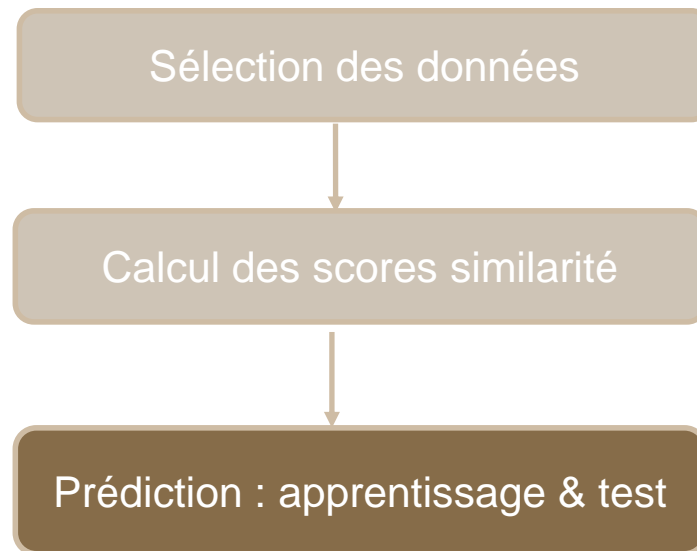 Sélection des données
Calcul des scores similarité
Prédiction : apprentissage & test